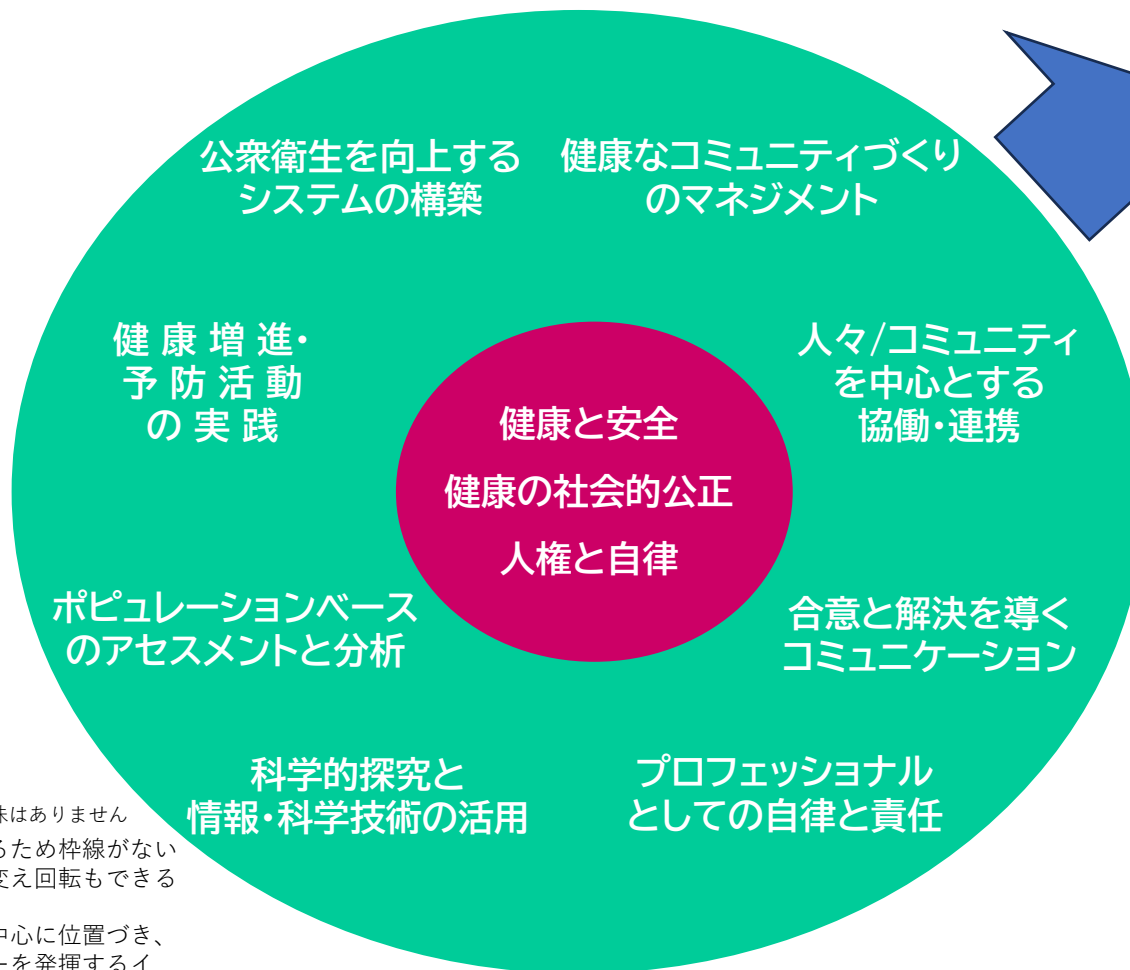 公衆衛生を向上する
システムの構築
健康なコミュニティづくり
のマネジメント
健康増進・
予防活動
の実践
人々/コミュニティ
を中心とする
協働・連携
健康と安全
健康の社会的公正
人権と自律
ポピュレーションベース
のアセスメントと分析
合意と解決を導く
コミュニケーション
科学的探究と
情報・科学技術の活用
プロフェッショナル
としての自律と責任
味はありません
るため枠線がない
変え回転もできる
中心に位置づき、
ーを発揮するイ